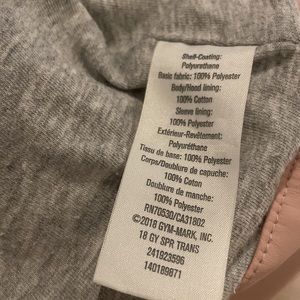 Shell-Coating:
Polyurethane
Basic fabric: 100% Polyester
Body/Hood lining:
100% Cotton
Sleeve lining:
100% Polyester
Extérieur-Revêtement:
Polyuréthane
Tissu de base: 100% Polyester
Corps/Doublure de capuche:
100% Coton
Doublure de manche:
100% Polyester
RN70530/CA31802
©2018 GYM-MARK, INC.
18 GY SPR TRANS
241923596
140189871